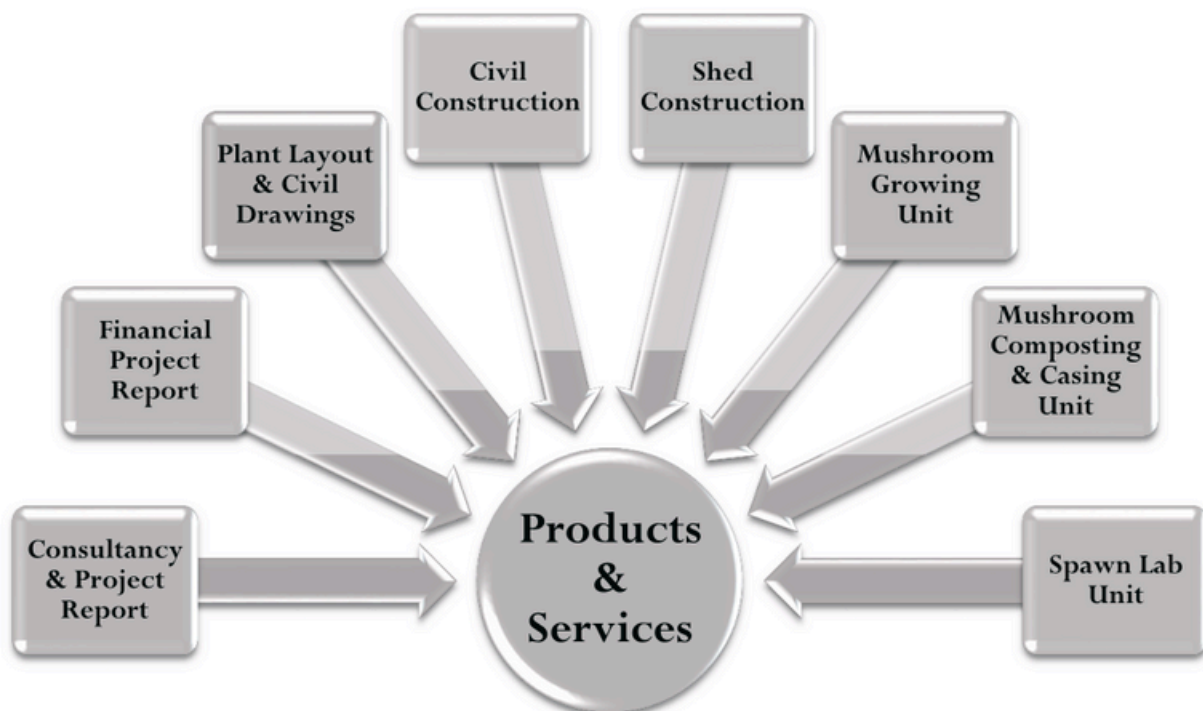 Civil
Construction
Shed
Construction
Plant Layout
& Civil
Drawings
Mushroom
Growing
Unit
Financial
Project
Report
Mushroom
Composting
& Casing
Unit
Consultancy
& Project
Report
Products
&
Services
Spawn Lab
Unit